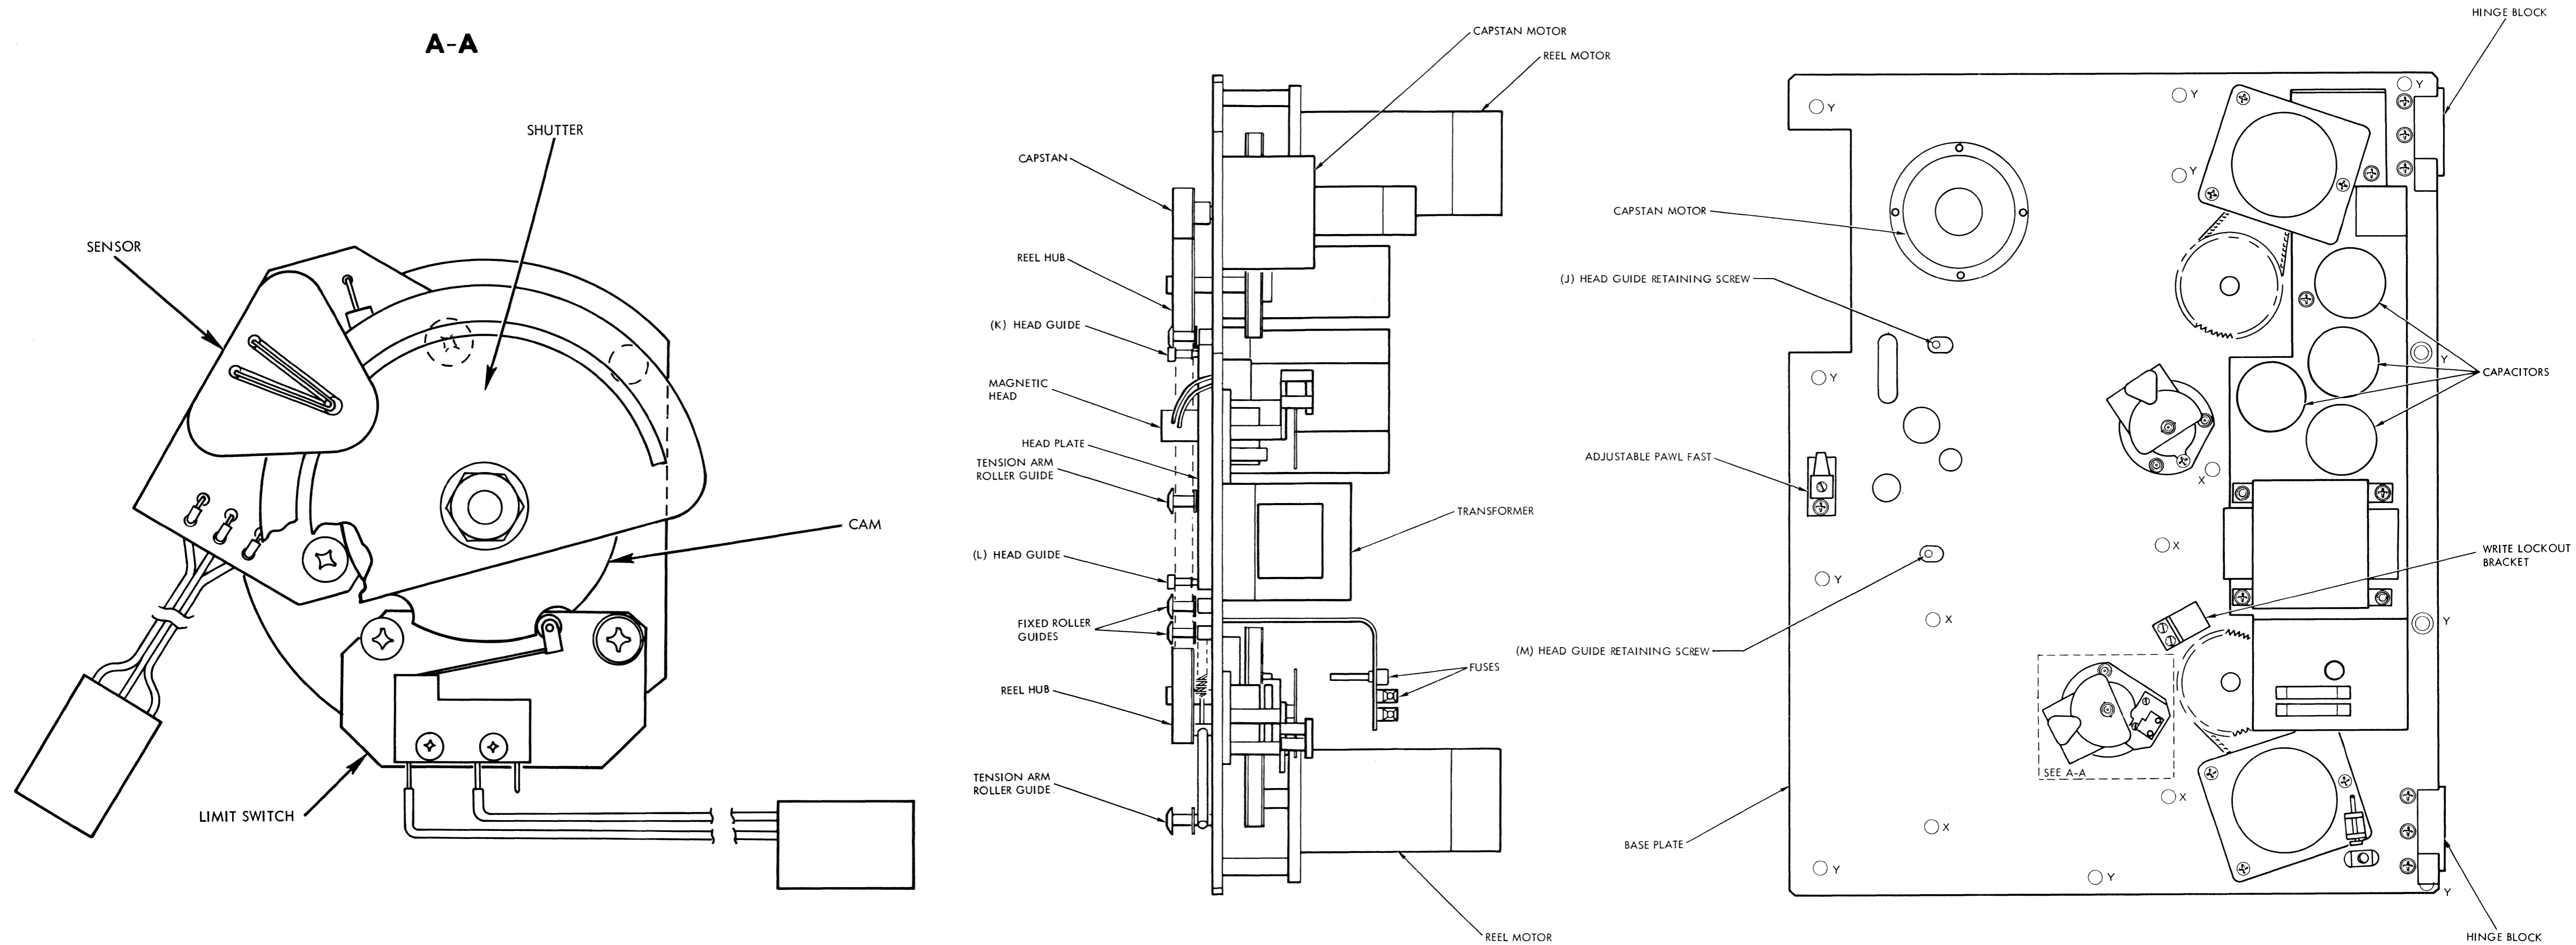 A-A
SHUTTER
SENSOR
CAM
LIMIT SWITCH
CAPSTAN MOTOR
REEL MOTOR
CAPSTAN
REEL HUB
(K) HEAD GUIDE
MAGNETIC
HEAD
HEAD PLATE
TENSION ARM
ROLLER GUIDE
TRANSFORMER
(L) HEAD GUIDE
FIXED ROLLER
GUIDES
FUSES
REEL HUB
TENSION ARM
ROLLER GUIDE
REEL MOTOR
HINGE BLOCK
Y
Y
Y
Y
CAPSTAN MOTOR
(J) HEAD GUIDE RETAINING SCREW
Y
CAPACITORS
Y
ADJUSTABLE PAWL FAST
X
X
WRITE LOCKOUT
BRACKET
Y
X
Y
(M) HEAD GUIDE RETAINING SCREW
SEE A-A
X
X
BASE PLATE
Y
Y
Y
HINGE BLOCK